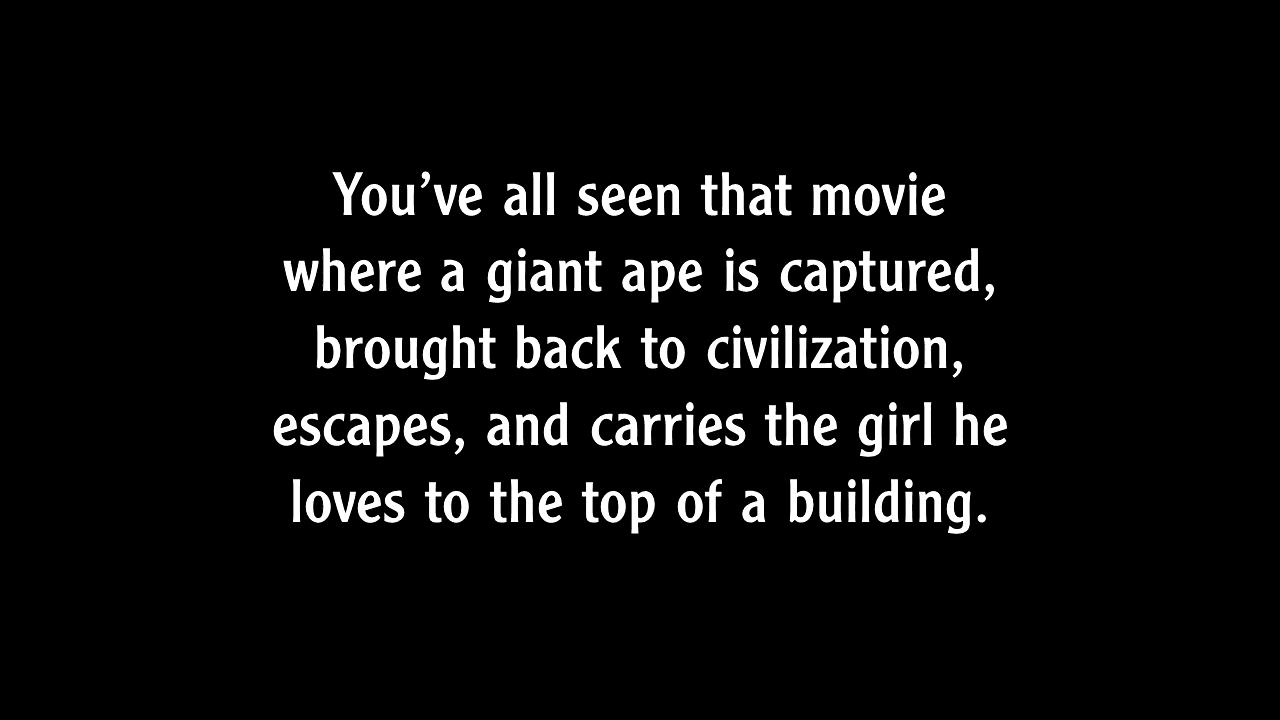 You’ve all seen that movie
where a giant ape is captured,
brought back to civilization,
escapes, and carries the girl he
loves to the top of a building.